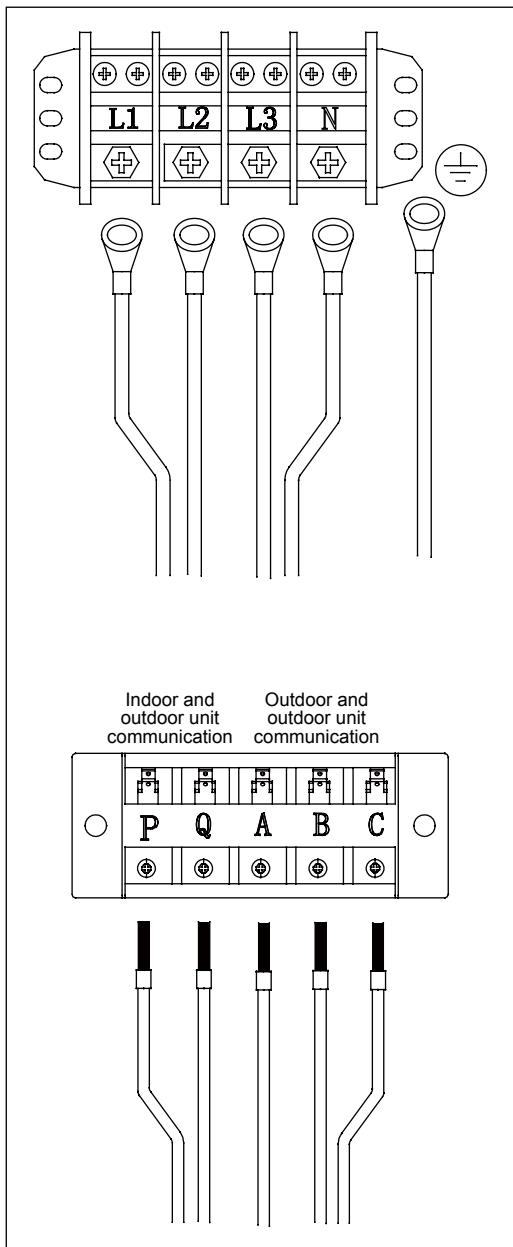 L1 L2 L3 N
Indoor and
outdoor unit
communication
Outdoor and
outdoor unit
communication
P Q A B C